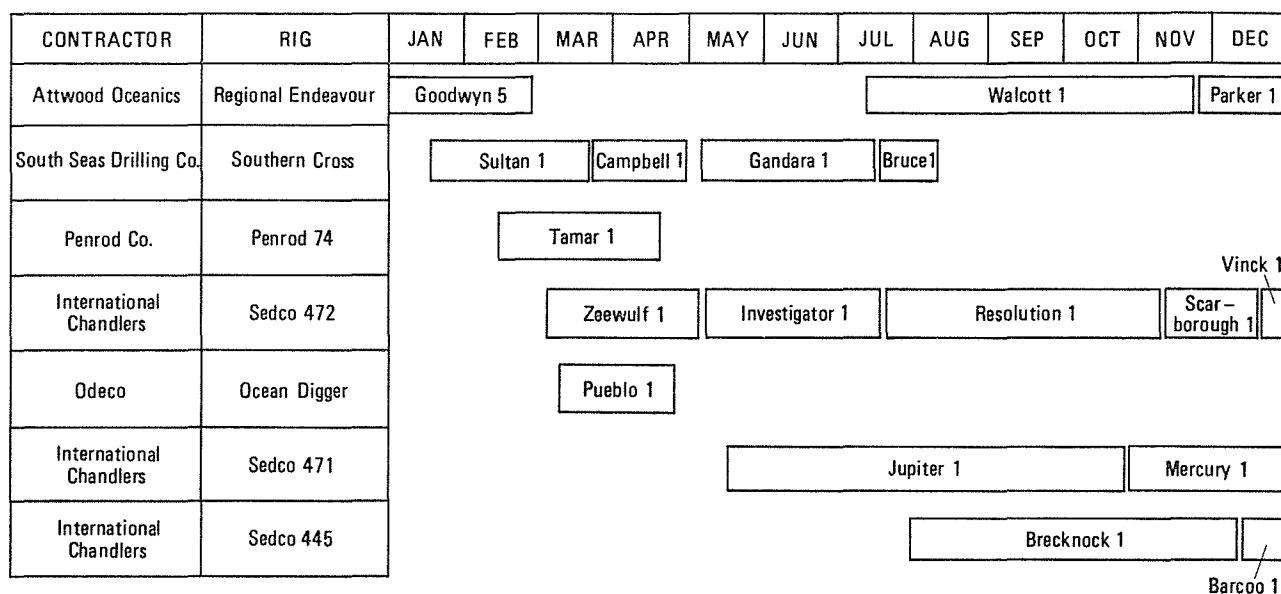 CONTRACTOR RIG JAN FEB MAR APR MAY JUN JUL AUG SEP OCT NOV DEC
Attwood Oceanics Regional Endeavour Goodwyn 5 Walcott 1 Parker 1
South Seas Drilling Co. Southern Cross Sultan 1 Campbell 1 Gandara 1 Bruce1
Penrod Co. Penrod 74 Tamar 1
Vinck 1
International
Chandlers
Sedco 472 Zeewulf 1 Investigator 1 Resolution 1
Scar–
borough 1
Odeco Ocean Digger Pueblo 1
International
Chandlers
Sedco 471 Jupiter 1 Mercury 1
International
Chandlers
Sedco 445 Brecknock 1
Barcoo 1